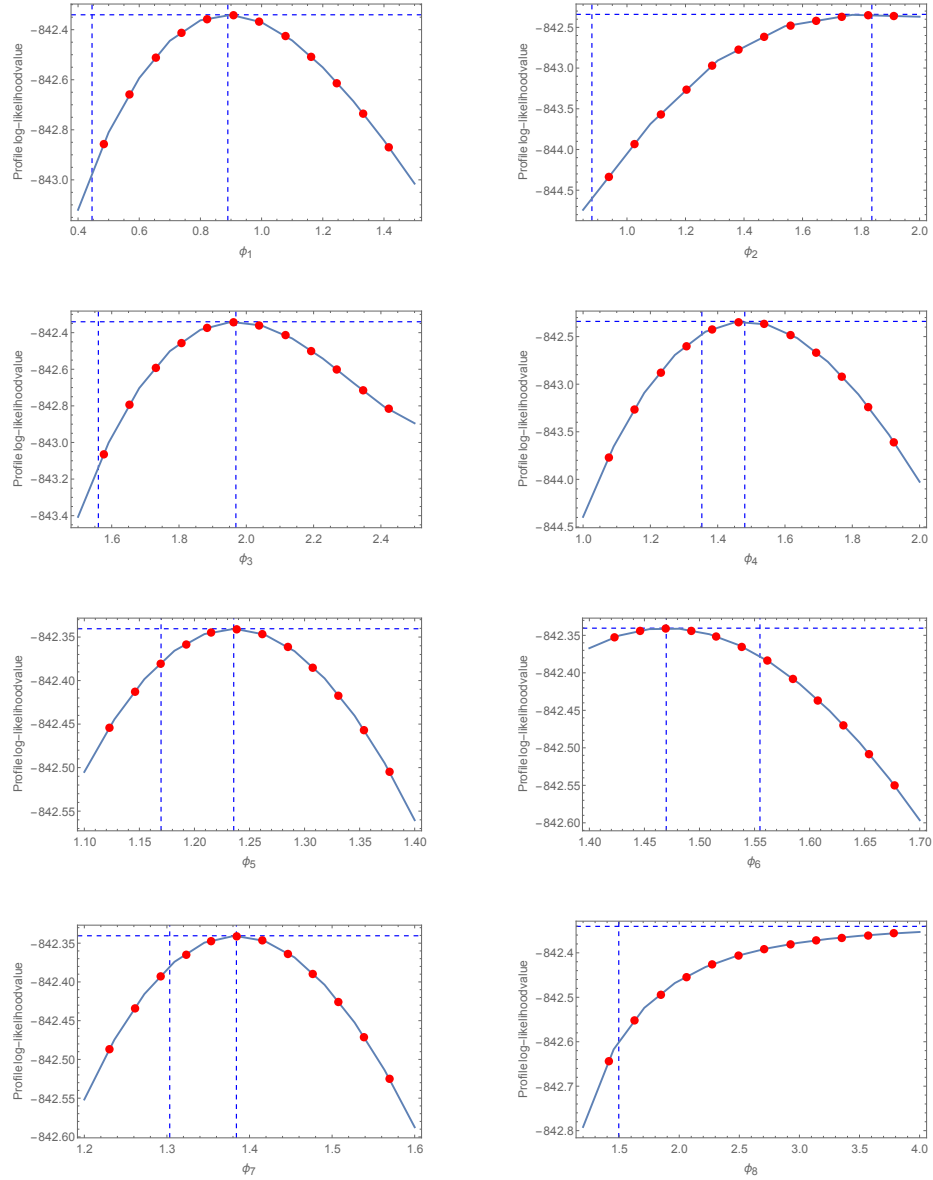 Profile log-likelihoodvalue
-842.4
-842.6
-842.8
-843.0
0.4 0.6 0.8 1.0 1.2 1.4
ϕ1
Profile log-likelihoodvalue
-842.5
-843.0
-843.5
-844.0
-844.5
1.0 1.2 1.4 1.6 1.8 2.0
ϕ2
Profile log-likelihoodvalue
-842.4
-842.6
-842.8
-843.0
-843.2
-843.4
1.6 1.8 2.0 2.2 2.4
ϕ3
Profile log-likelihoodvalue
-842.5
-843.0
-843.5
-844.0
-844.5
1.0 1.2 1.4 1.6 1.8 2.0
ϕ4
Profile log-likelihoodvalue
-842.35
-842.40
-842.45
-842.50
-842.55
1.10 1.15 1.20 1.25 1.30 1.35 1.40
ϕ5
Profile log-likelihoodvalue
-842.35
-842.40
-842.45
-842.50
-842.55
-842.60
1.40 1.45 1.50 1.55 1.60 1.65 1.70
ϕ6
Profile log-likelihoodvalue
-842.35
-842.40
-842.45
-842.50
-842.55
-842.60
1.2 1.3 1.4 1.5 1.6
ϕ7
Profile log-likelihoodvalue
-842.4
-842.5
-842.6
-842.7
-842.8
1.5 2.0 2.5 3.0 3.5 4.0
ϕ8